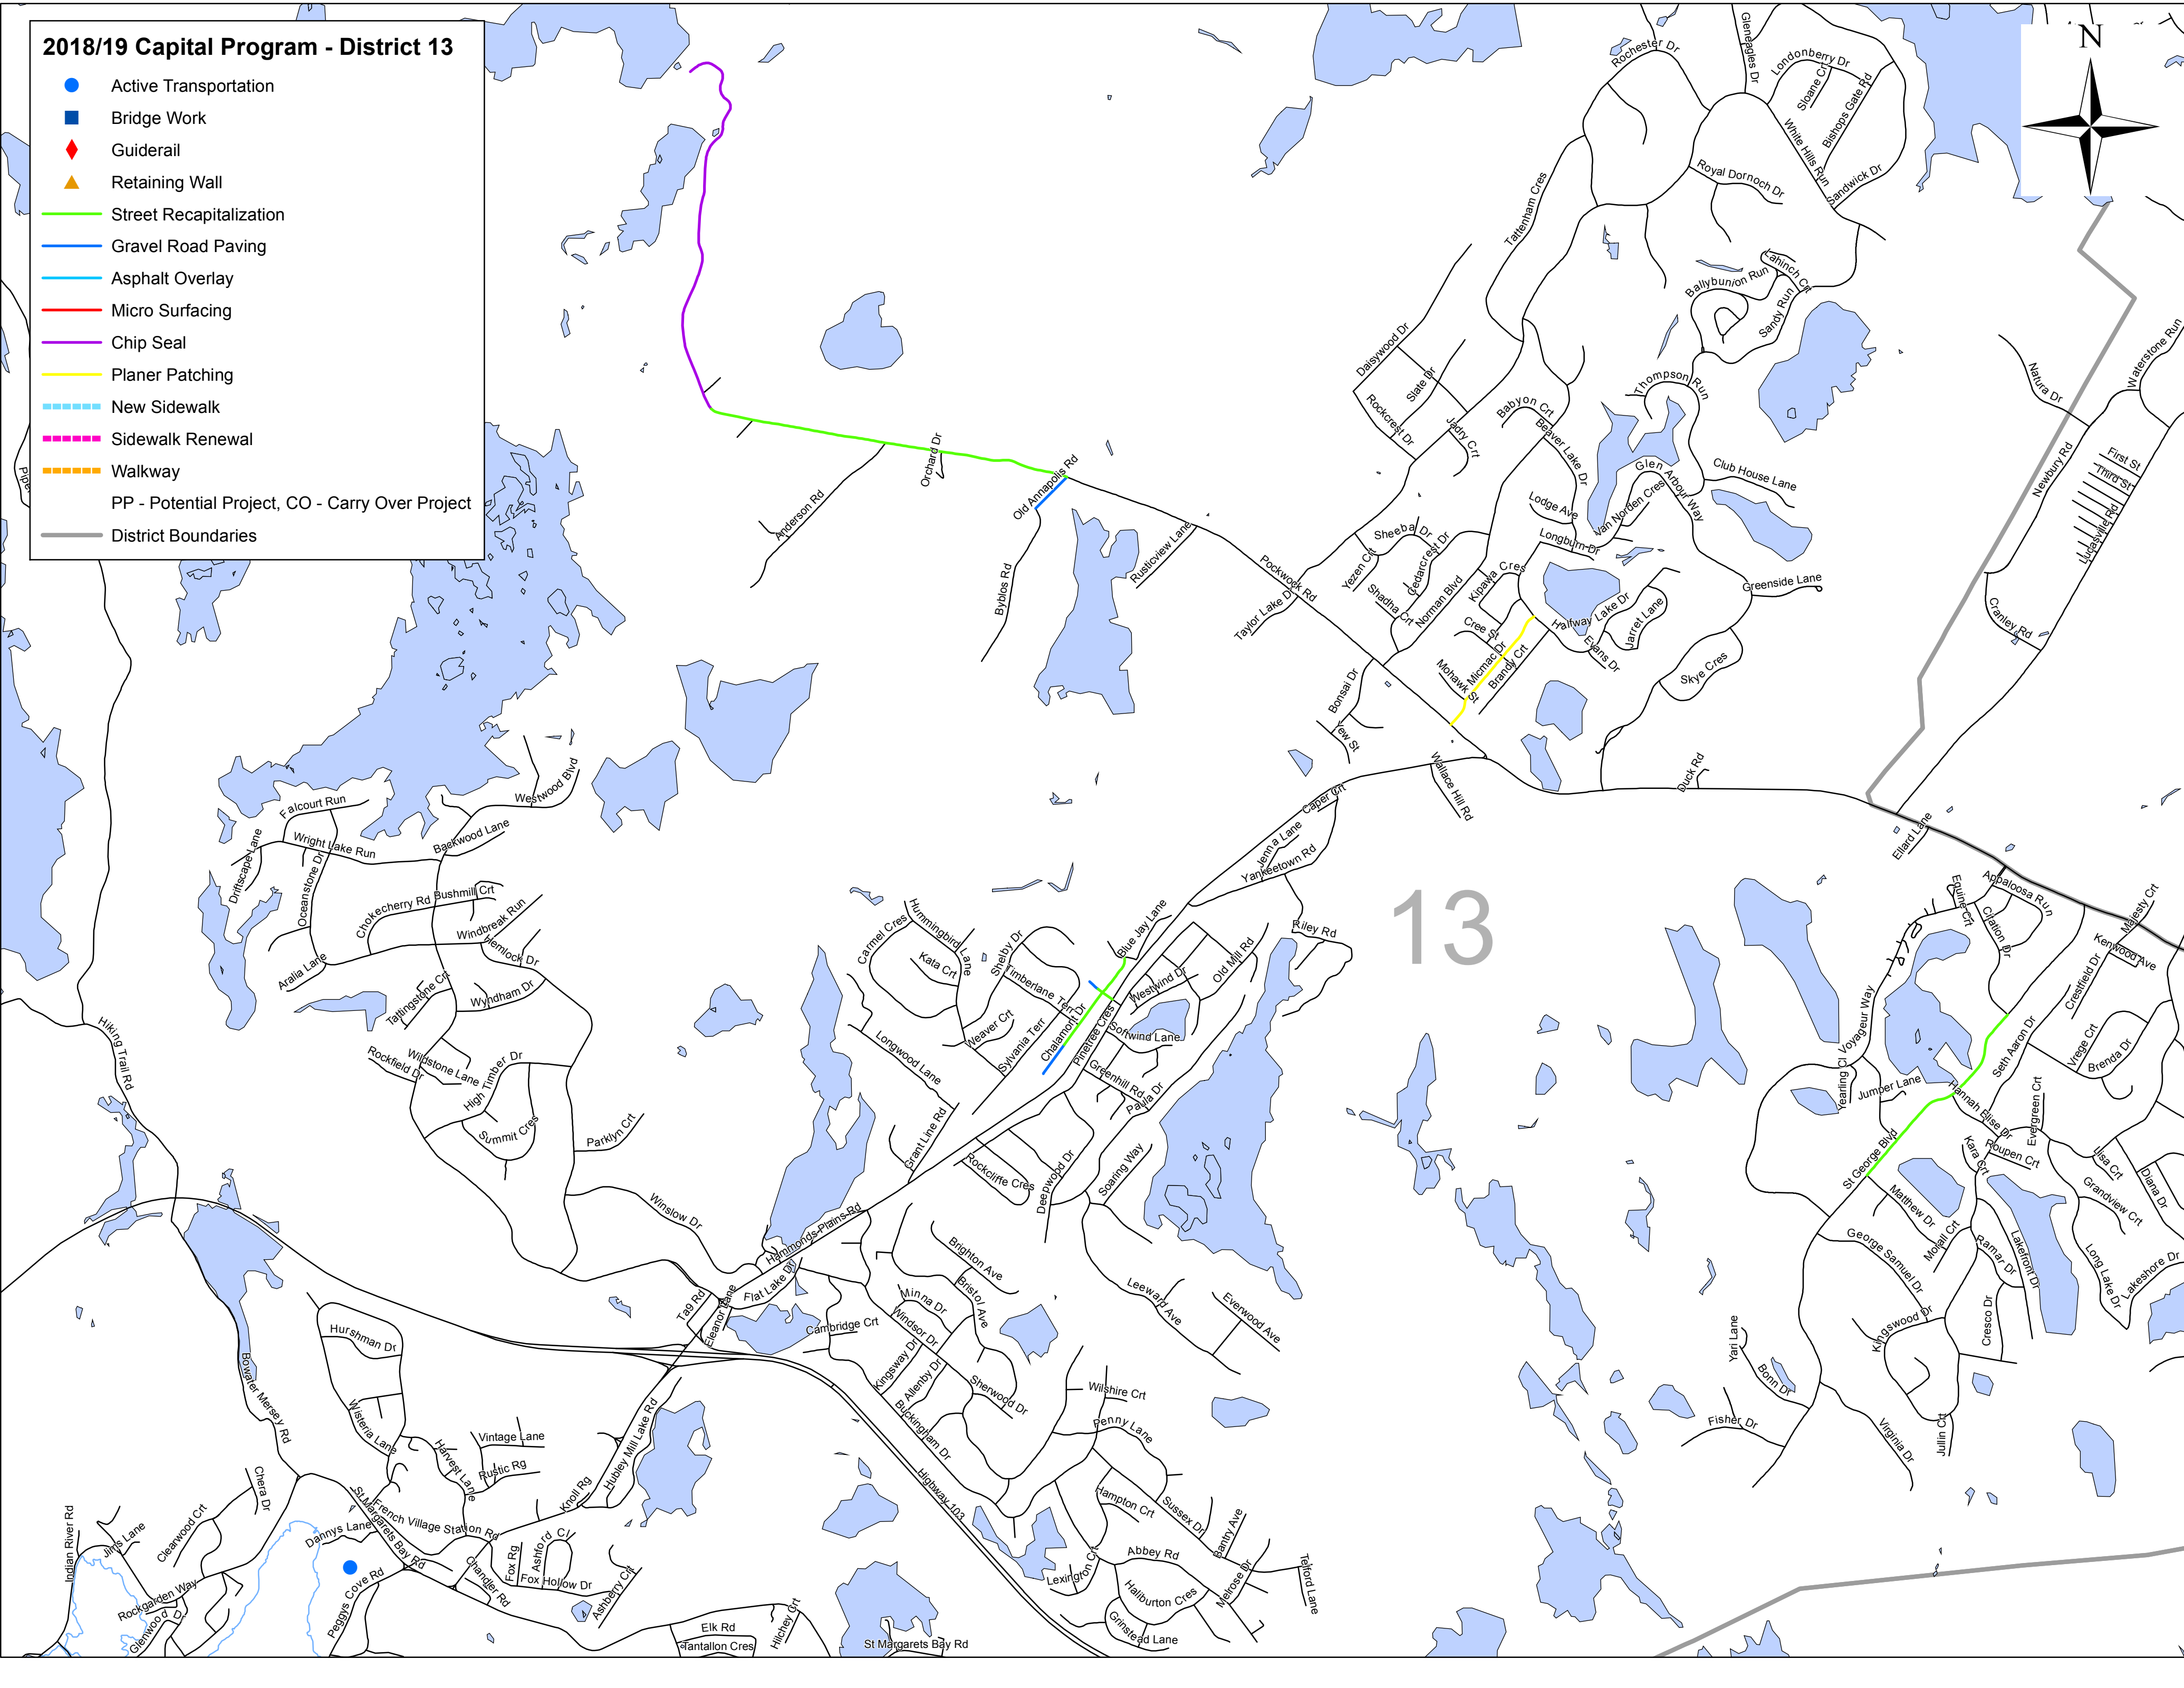 2018/19 Capital Program - District 13
Active Transportation
Bridge Work
Guiderail
Retaining Wall
Street Recapitalization
Gravel Road Paving
Asphalt Overlay
Micro Surfacing
Chip Seal
Planer Patching
New Sidewalk
Sidewalk Renewal
Walkway
PP - Potential Project, CO - Carry Over Project
District Boundaries
N
Rochester Dr
Gleneagles Dr
Londonberry Dr
Sloane Crt
Bishops Gate Rd
White Hills Run
Sandwick Dr
Royal Dornoch Dr
Tattenham Cres
Lahinch Crt
Ballybunion Run
Sandy Run
Thompson Run
Daisywood Dr
Slate Dr
Rockcrest Dr
Jadry Crt
Babyon Crt
Beaver Lake Dr
Glen Arbour Way
Club House Lane
Van Norden Cres
Lodge Ave
Longburn Dr
Natura Dr
Waterstone Run
Newbury Rd
First St
Third St
Lucasville Rd
Cranley Rd
Greenside Lane
Orchard Dr
Old Annapolis Rd
Anderson Rd
Byblos Rd
Rusticview Lane
Pockwock Rd
Taylor Lake Dr
Sheeba Dr
Yezen Crt
Cedarcrest Dr
Shadha Crt
Norman Blvd
Kipawa Cres
Cree St
Micmac Dr
Mohawk St
Brandy Crt
Halfway Lake Dr
Evans Dr
Jarret Lane
Skye Cres
Bonsai Dr
Yew St
Wallace Hill Rd
Duck Rd
Ellard Lane
Caper Crt
Jenna Lane
Yankeetown Rd
Riley Rd
13
Westwood Blvd
Falcourt Run
Wright Lake Run
Backwood Lane
Driftscape Lane
Oceanstone Dr
Chokecherry Rd
Bushmill Crt
Windbreak Run
Hemlock Dr
Aralia Lane
Tattingstone Crt
Wyndham Dr
Rockfield Dr
Wildstone Lane
High Timber Dr
Summit Cres
Parklyn Crt
Winslow Dr
Hiking Trail Rd
Carmel Cres
Hummingbird Lane
Kata Crt
Shelby Dr
Timberlane Terr
Weaver Crt
Sylvania Terr
Chalamont Dr
Blue Jay Lane
Pinetree Cres
Westwind Dr
Old Mill Rd
Softwind Lane
Greenhill Rd
Paula Dr
Longwood Lane
Grant Line Rd
Rockcliffe Cres
Deepwood Dr
Soaring Way
Leeward Ave
Everwood Ave
Hammonds Plains Rd
Flat Lake Dr
Ta9 Rd
Eleanor Lane
Cambridge Crt
Brighton Ave
Bristol Ave
Minna Dr
Windsor Dr
Kingsway Dr
Allenby Dr
Sherwood Dr
Buckingham Dr
Highway 103
Wilshire Crt
Penny Lane
Hampton Crt
Sussex Dr
Bantry Ave
Abbey Rd
Lexington Crt
Haliburton Cres
Melrose Dr
Telford Lane
Grinstead Lane
Appaloosa Run
Equine Crt
Citation Dr
Majesty Crt
Kenwood Ave
Crestfield Dr
Voyageur Way
Yearling Cl
Jumper Lane
Seth Aaron Dr
Vrege Crt
Brenda Dr
Hannah Elise Dr
Evergreen Crt
Roupen Crt
Kara Crt
Lisa Crt
Diana Dr
Grandview Crt
St George Blvd
Matthew Dr
Morall Crt
Ramar Dr
Lakefront Dr
Long Lake Dr
Lakeshore Dr
George Samuel Dr
Kingswood Dr
Cresco Dr
Jullin Crt
Yari Lane
Bonn Dr
Fisher Dr
Virginia Dr
Hurshman Dr
Wisteria Lane
Bowater Mersey Rd
Harvest Lane
Vintage Lane
Rustic Rg
Knoll Rg
Hubley Mill Lake Rd
Chera Dr
Clearwood Crt
Jims Lane
Indian River Rd
Rockgarden Way
Glenwood Dr
Dannys Lane
French Village Station Rd
St Margarets Bay Rd
Peggys Cove Rd
Chandler Rd
Fox Rg
Ashford Cl
Fox Hollow Dr
Ashberry Crt
Elk Rd
Tantallon Cres
Hilchey Crt
St Margarets Bay Rd